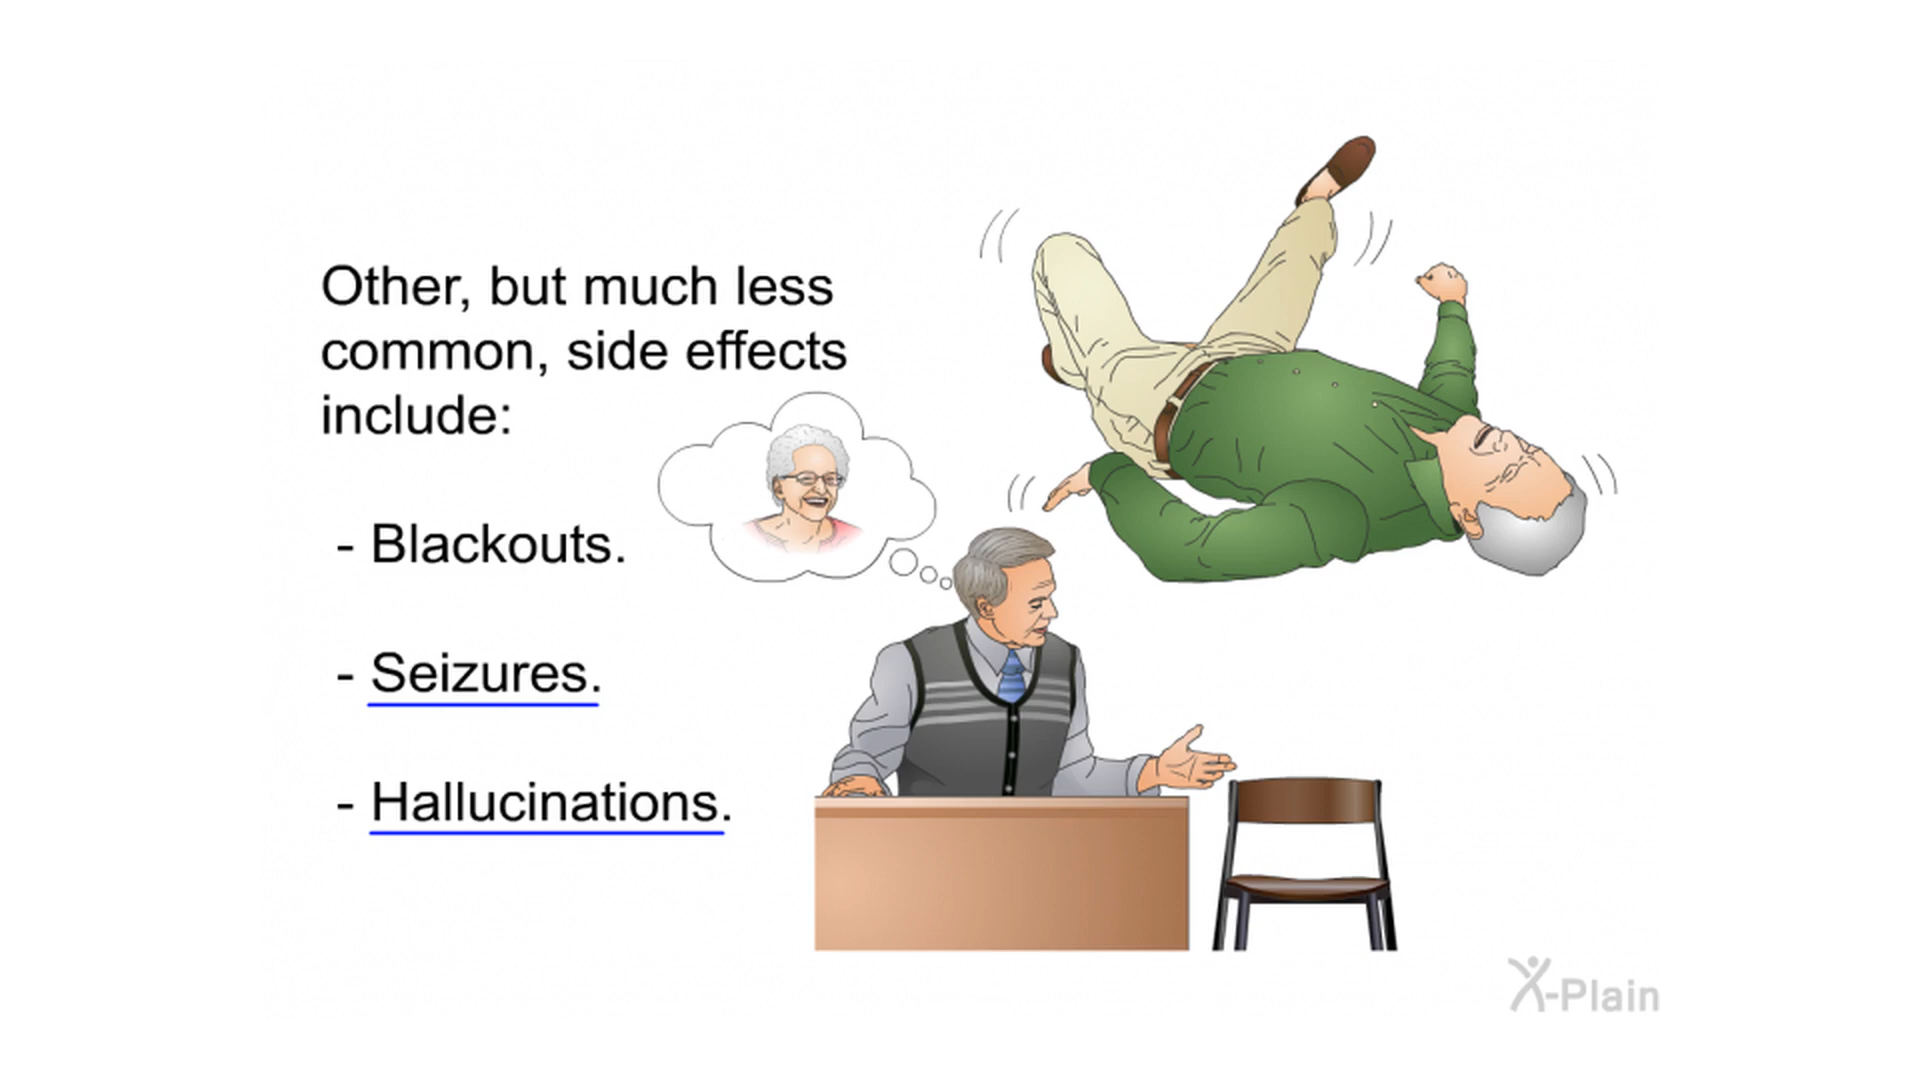 Other, but much less
common, side effects
include:
- Blackouts.
- Seizures.
- Hallucinations.
X-Plain